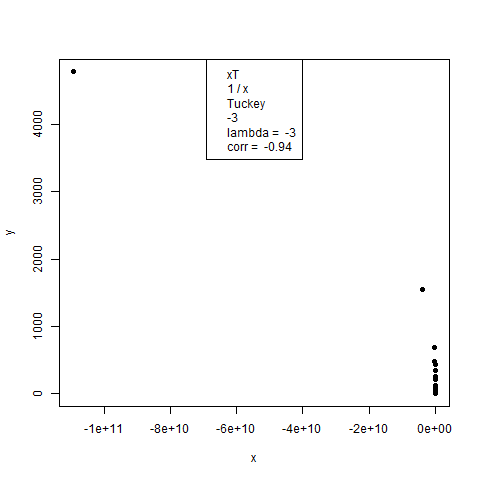 xT
1 / x
Tuckey
-3
lambda = -3
corr = -0.94
4000
3000
2000
1000
0
y
-1e+11
-8e+10
-6e+10
-4e+10
-2e+10
0e+00
x